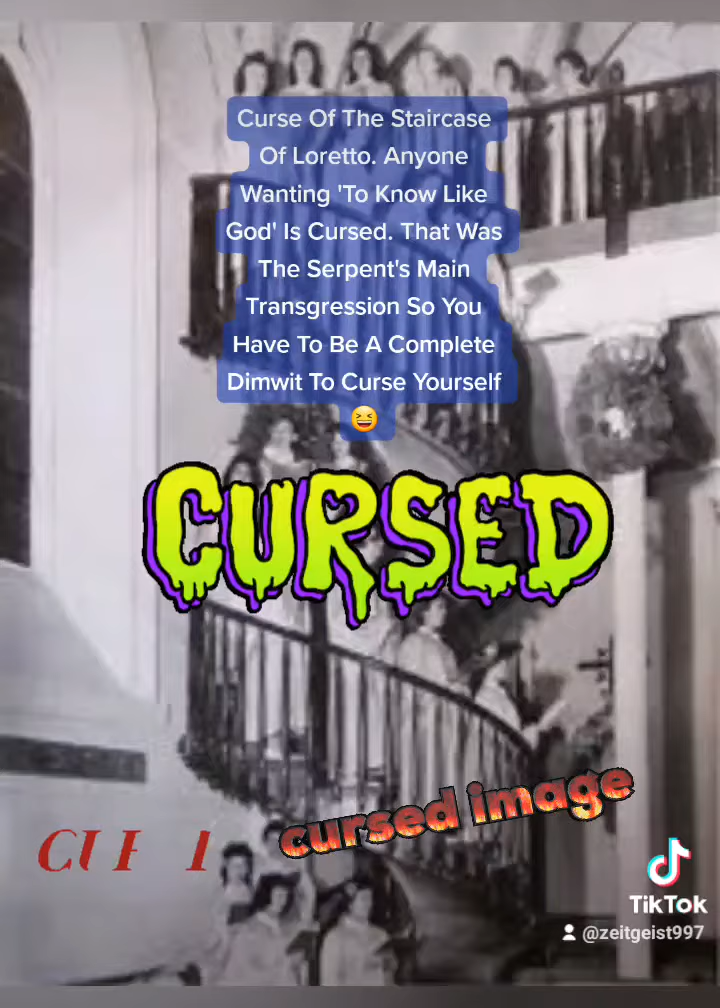 Curse Of The Staircase
Of Loretto. Anyone
Wanting 'To Know Like
God' Is Cursed. That Was
The Serpent's Main
Transgression So You
Have To Be A Complete
Dimwit To Curse Yourself
😆
CURSED
cursed image
TikTok
@zeitgeist997